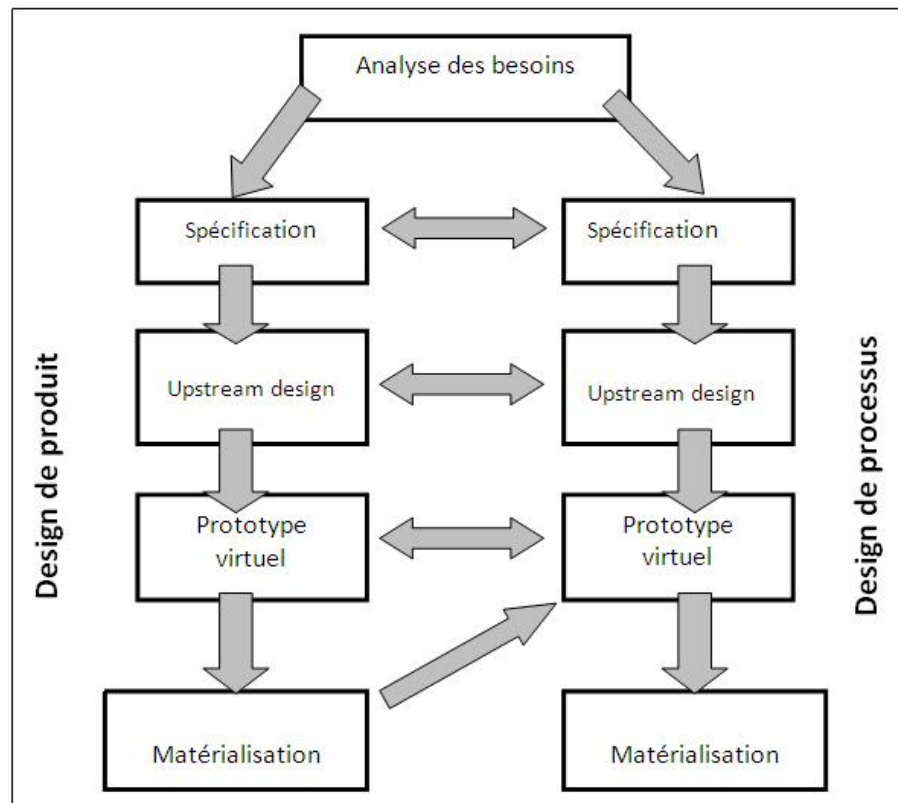 Analyse des besoins
Spécification
Spécification
Upstream design
Upstream design
Prototype
virtuel
Prototype
virtuel
Matérialisation
Matérialisation
Design de produit
Design de processus